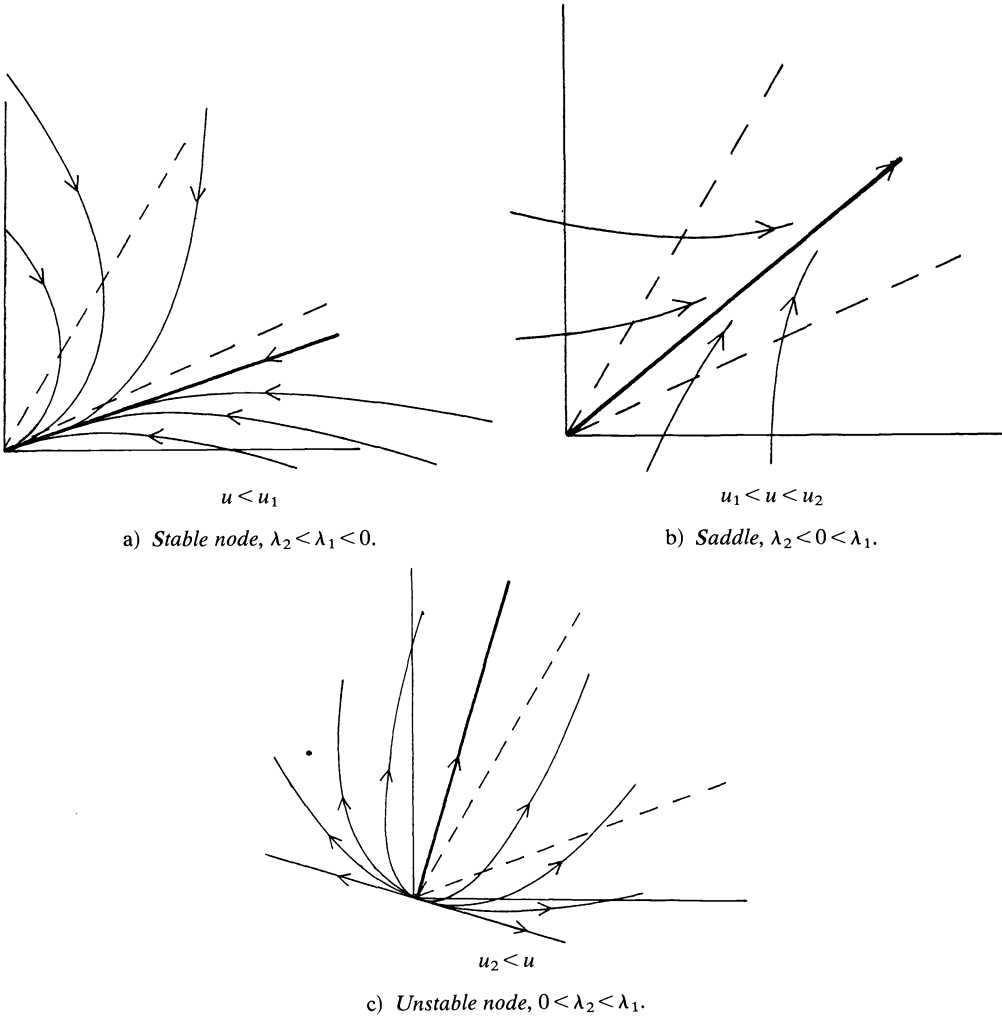 u < u₁
a) Stable node, λ₂ < λ₁ < 0.
u₁ < u < u₂
b) Saddle, λ₂ < 0 < λ₁.
u₂ < u
c) Unstable node, 0 < λ₂ < λ₁.